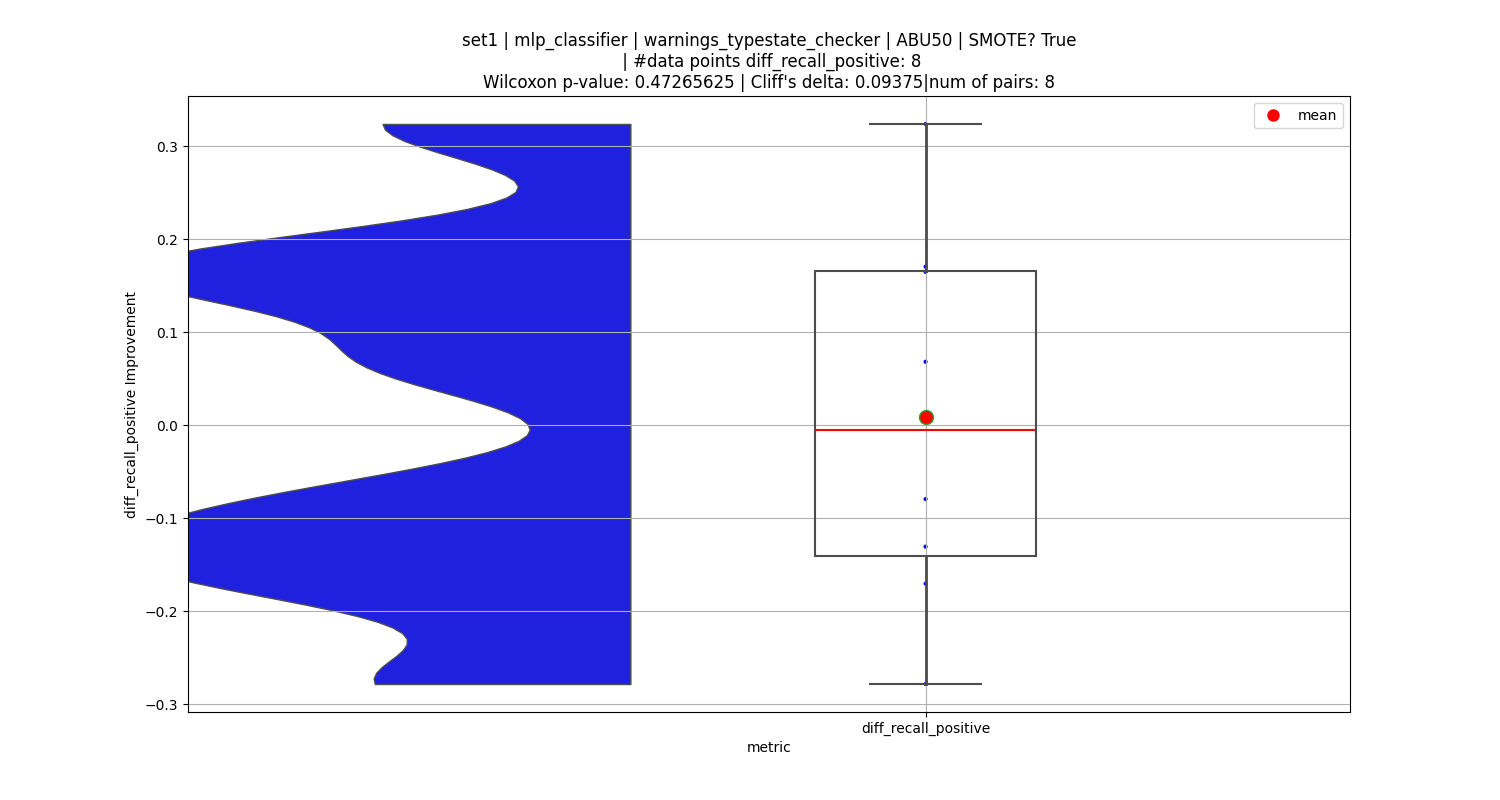 set1 | mlp_classifier | warnings_typestate_checker | ABU50 | SMOTE? True
| #data points diff_recall_positive: 8
Wilcoxon p-value: 0.47265625 | Cliff's delta: 0.09375|num of pairs: 8
mean
0.3
0.2
0.1
0.0
−0.1
−0.2
−0.3
diff_recall_positive Improvement
diff_recall_positive
metric